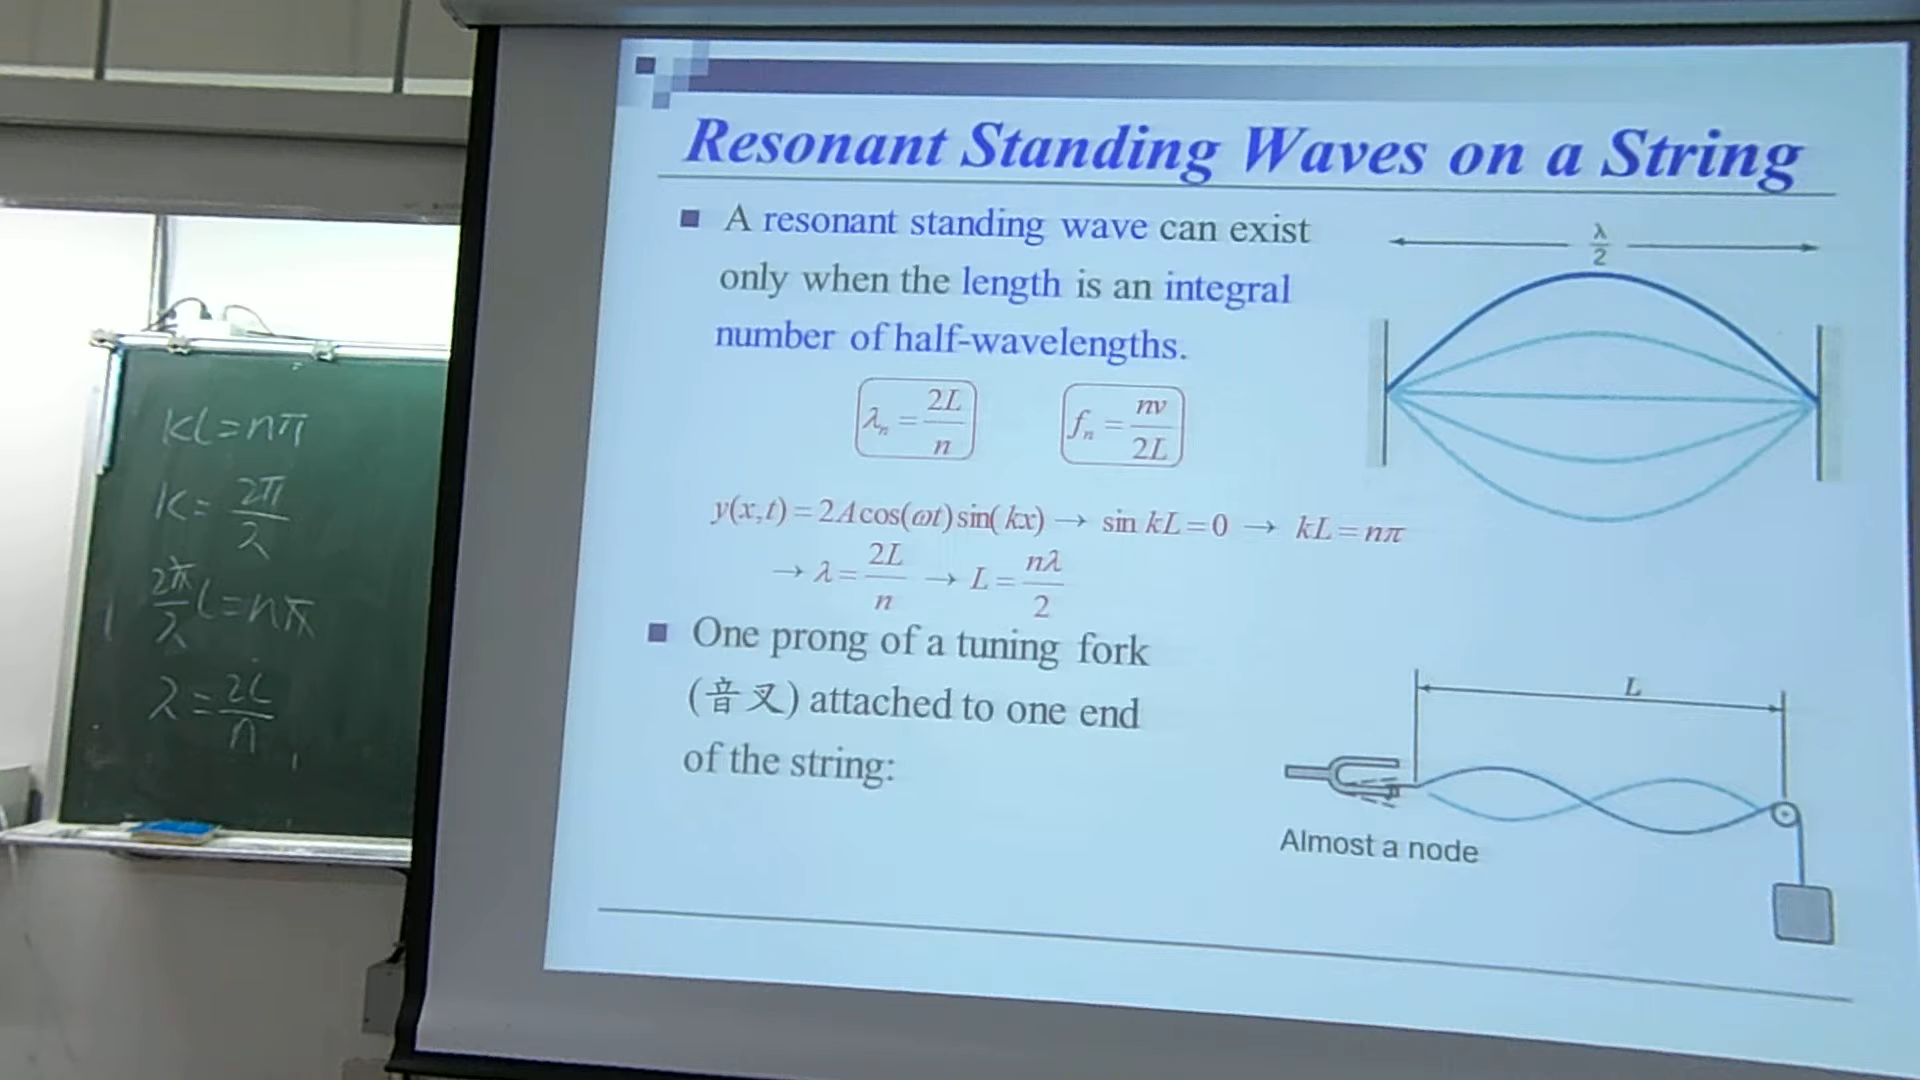 Resonant Standing Waves on a String
■ A resonant standing wave can exist
only when the length is an integral
number of half-wavelengths.
λₙ = 2L/n    fₙ = nv/2L
y(x,t) = 2A cos(ωt) sin(kx) → sin kL = 0 → kL = nπ
→ λ = 2L/n → L = nλ/2
■ One prong of a tuning fork
(音叉) attached to one end
of the string:
λ/2
L
Almost a node
KL=nπ
K= 2π/λ
2π/λ L=nπ
λ = 2L/n